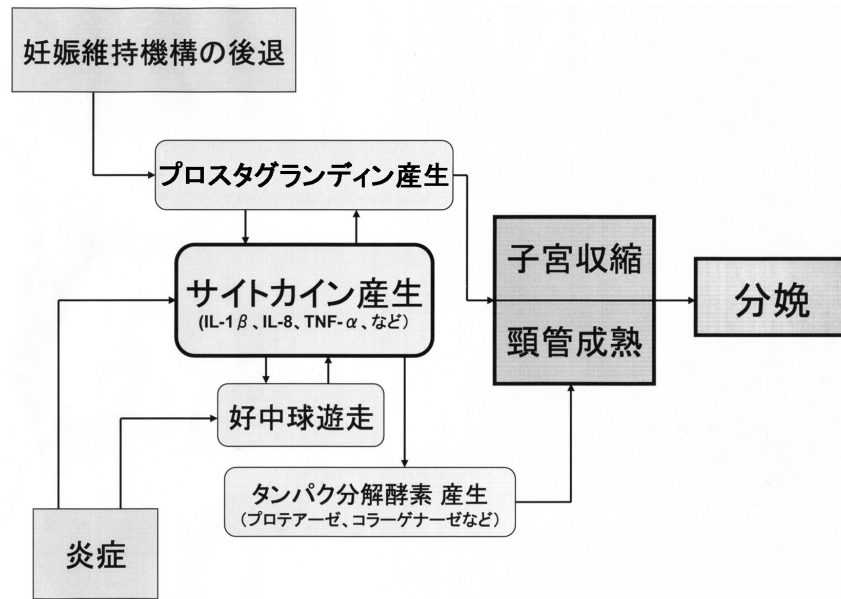 妊娠維持機構の後退
プロスタグランディン産生
サイトカイン産生
(IL-1β、IL-8、TNF-α、など)
好中球遊走
タンパク分解酵素 産生
(プロテアーゼ、コラーゲナーゼなど)
炎症
子宮収縮
頸管成熟
分娩